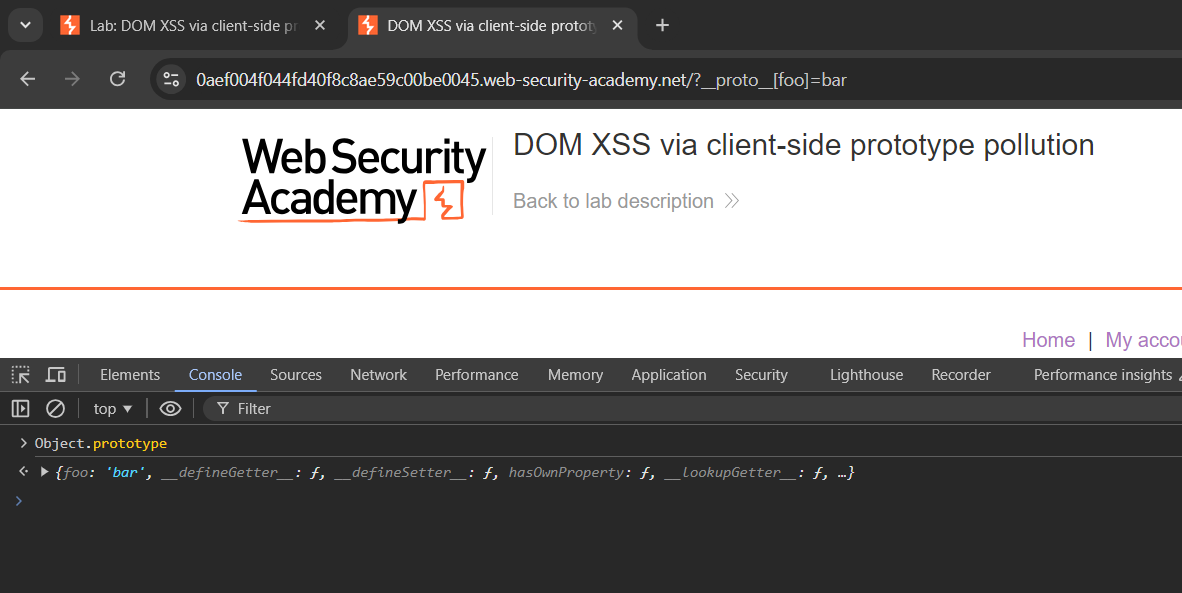 Lab: DOM XSS via client-side pr
DOM XSS via client-side protot
0aef004f044fd40f8c8ae59c00be0045.web-security-academy.net/?__proto__[foo]=bar
Web Security
Academy
DOM XSS via client-side prototype pollution
Back to lab description
Home | My accou
Elements Console Sources Network Performance Memory Application Security Lighthouse Recorder Performance insights
top Filter
Object.prototype
{foo: 'bar', __defineGetter__: ƒ, __defineSetter__: ƒ, hasOwnProperty: ƒ, __lookupGetter__: ƒ, …}